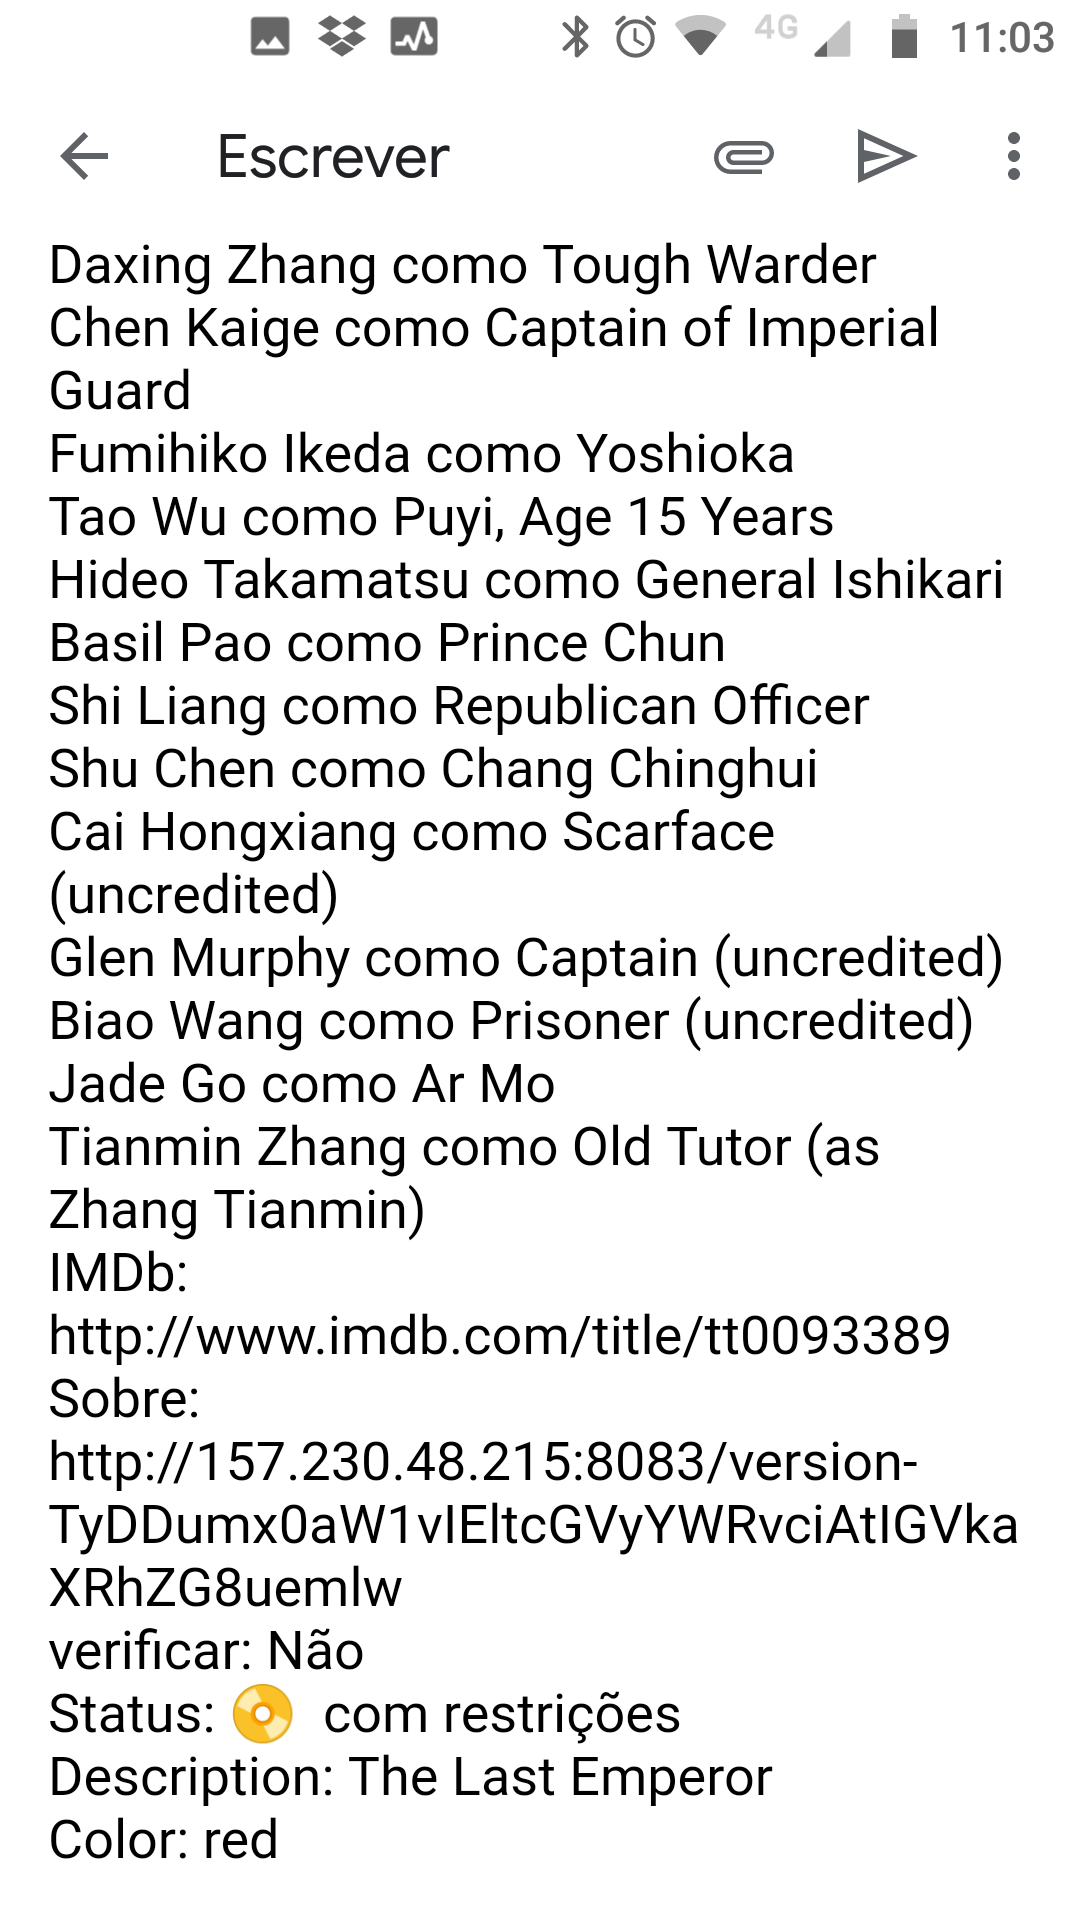 4G 11:03
Escrever
Daxing Zhang como Tough Warder
Chen Kaige como Captain of Imperial
Guard
Fumihiko Ikeda como Yoshioka
Tao Wu como Puyi, Age 15 Years
Hideo Takamatsu como General Ishikari
Basil Pao como Prince Chun
Shi Liang como Republican Officer
Shu Chen como Chang Chinghui
Cai Hongxiang como Scarface
(uncredited)
Glen Murphy como Captain (uncredited)
Biao Wang como Prisoner (uncredited)
Jade Go como Ar Mo
Tianmin Zhang como Old Tutor (as
Zhang Tianmin)
IMDb:
http://www.imdb.com/title/tt0093389
Sobre:
http://157.230.48.215:8083/version-
TyDDumx0aW1vIEltcGVyYWRvciAtIGVka
XRhZG8uemlw
verificar: Não
Status: 📀 com restrições
Description: The Last Emperor
Color: red